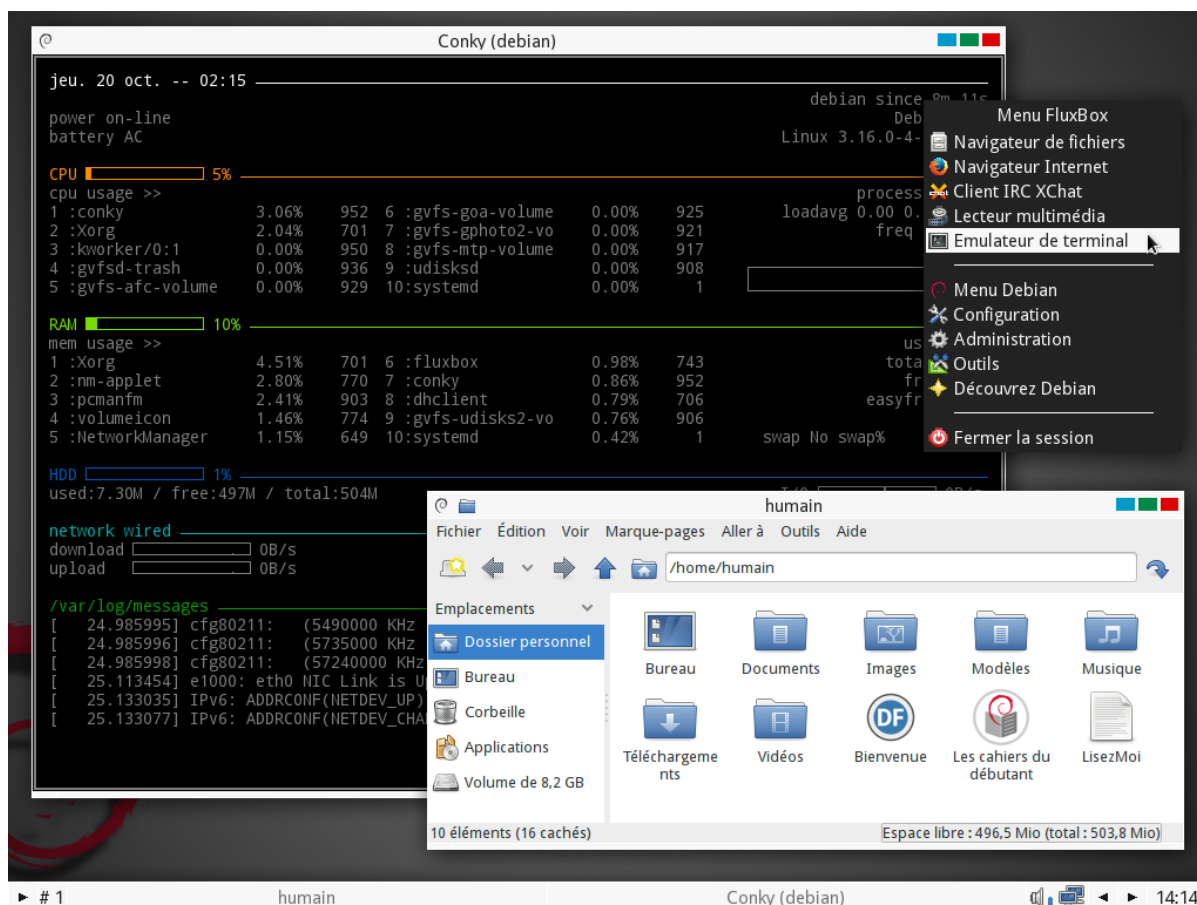 Conky (debian)
jeu. 20 oct. -- 02:15
debian since 8m 11s
power on-line Deb
battery AC Linux 3.16.0-4-
CPU 5%
cpu usage >> process
1 :conky 3.06% 952 6 :gvfs-goa-volume 0.00% 925 loadavg 0.00 0.
2 :Xorg 2.04% 701 7 :gvfs-gphoto2-vo 0.00% 921 freq
3 :kworker/0:1 0.00% 950 8 :gvfs-mtp-volume 0.00% 917
4 :gvfsd-trash 0.00% 936 9 :udisksd 0.00% 908
5 :gvfs-afc-volume 0.00% 929 10:systemd 0.00% 1
RAM 10%
mem usage >> us
1 :Xorg 4.51% 701 6 :fluxbox 0.98% 743 tota
2 :nm-applet 2.80% 770 7 :conky 0.86% 952 fr
3 :pcmanfm 2.41% 903 8 :dhclient 0.79% 706 easyfr
4 :volumeicon 1.46% 774 9 :gvfs-udisks2-vo 0.76% 906
5 :NetworkManager 1.15% 649 10:systemd 0.42% 1 swap No swap%
HDD 1%
used:7.30M / free:497M / total:504M
network wired
download 0B/s
upload 0B/s
/var/log/messages
[ 24.985995] cfg80211: (5490000 KHz
[ 24.985996] cfg80211: (5735000 KHz
[ 24.985998] cfg80211: (57240000 KHz
[ 25.113454] e1000: eth0 NIC Link is U
[ 25.133035] IPv6: ADDRCONF(NETDEV_UP)
[ 25.133077] IPv6: ADDRCONF(NETDEV_CHA
Menu FluxBox
Navigateur de fichiers
Navigateur Internet
Client IRC XChat
Lecteur multimédia
Emulateur de terminal
Menu Debian
Configuration
Administration
Outils
Découvrez Debian
Fermer la session
humain
Fichier Édition Voir Marque-pages Aller à Outils Aide
/home/humain
Emplacements
Dossier personnel
Bureau
Corbeille
Applications
Volume de 8,2 GB
Bureau Documents Images Modèles Musique
DF
Téléchargeme Vidéos Bienvenue Les cahiers du LisezMoi
nts débutant
10 éléments (16 cachés) Espace libre : 496,5 Mio (total : 503,8 Mio)
# 1 humain Conky (debian) 14:14